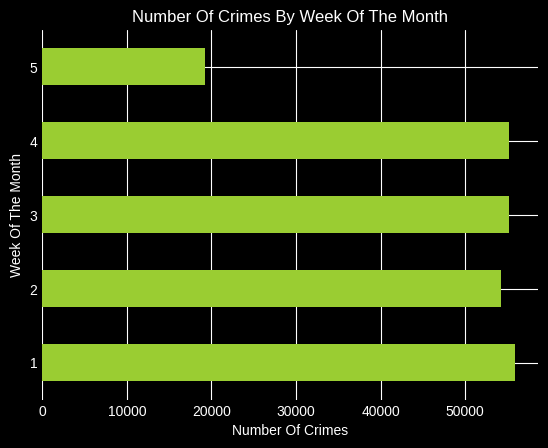 Number Of Crimes By Week Of The Month
Week Of The Month
5
4
3
2
1
0 10000 20000 30000 40000 50000
Number Of Crimes